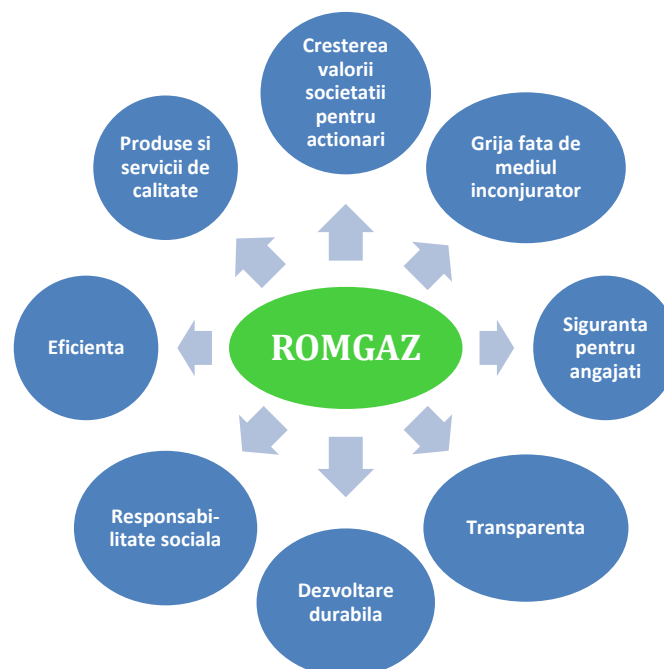 Cresterea
valorii
societatii
pentru
actionari
Grija fata de
mediul
inconjurator
Siguranta
pentru
angajati
Transparenta
Dezvoltare
durabila
Responsabi-
litate sociala
Eficienta
Produse si
servicii de
calitate
ROMGAZ